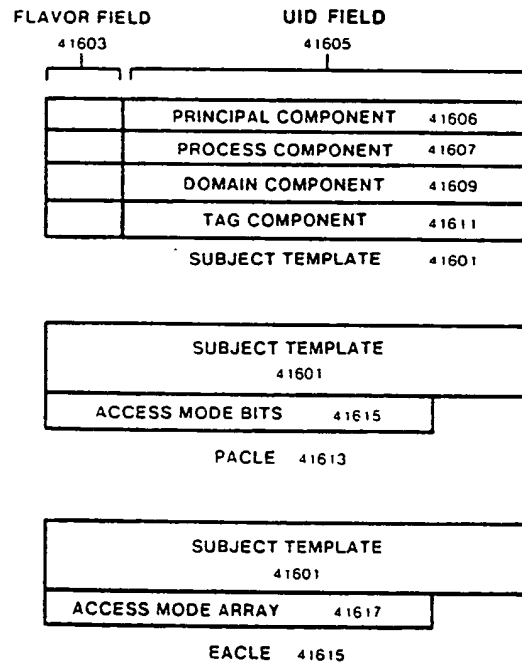 FLAVOR FIELD UID FIELD
41603 41605
PRINCIPAL COMPONENT 41606
PROCESS COMPONENT 41607
DOMAIN COMPONENT 41609
TAG COMPONENT 41611
SUBJECT TEMPLATE 41601
SUBJECT TEMPLATE
41601
ACCESS MODE BITS 41615
PACLE 41613
SUBJECT TEMPLATE
41601
ACCESS MODE ARRAY 41617
EACLE 41615